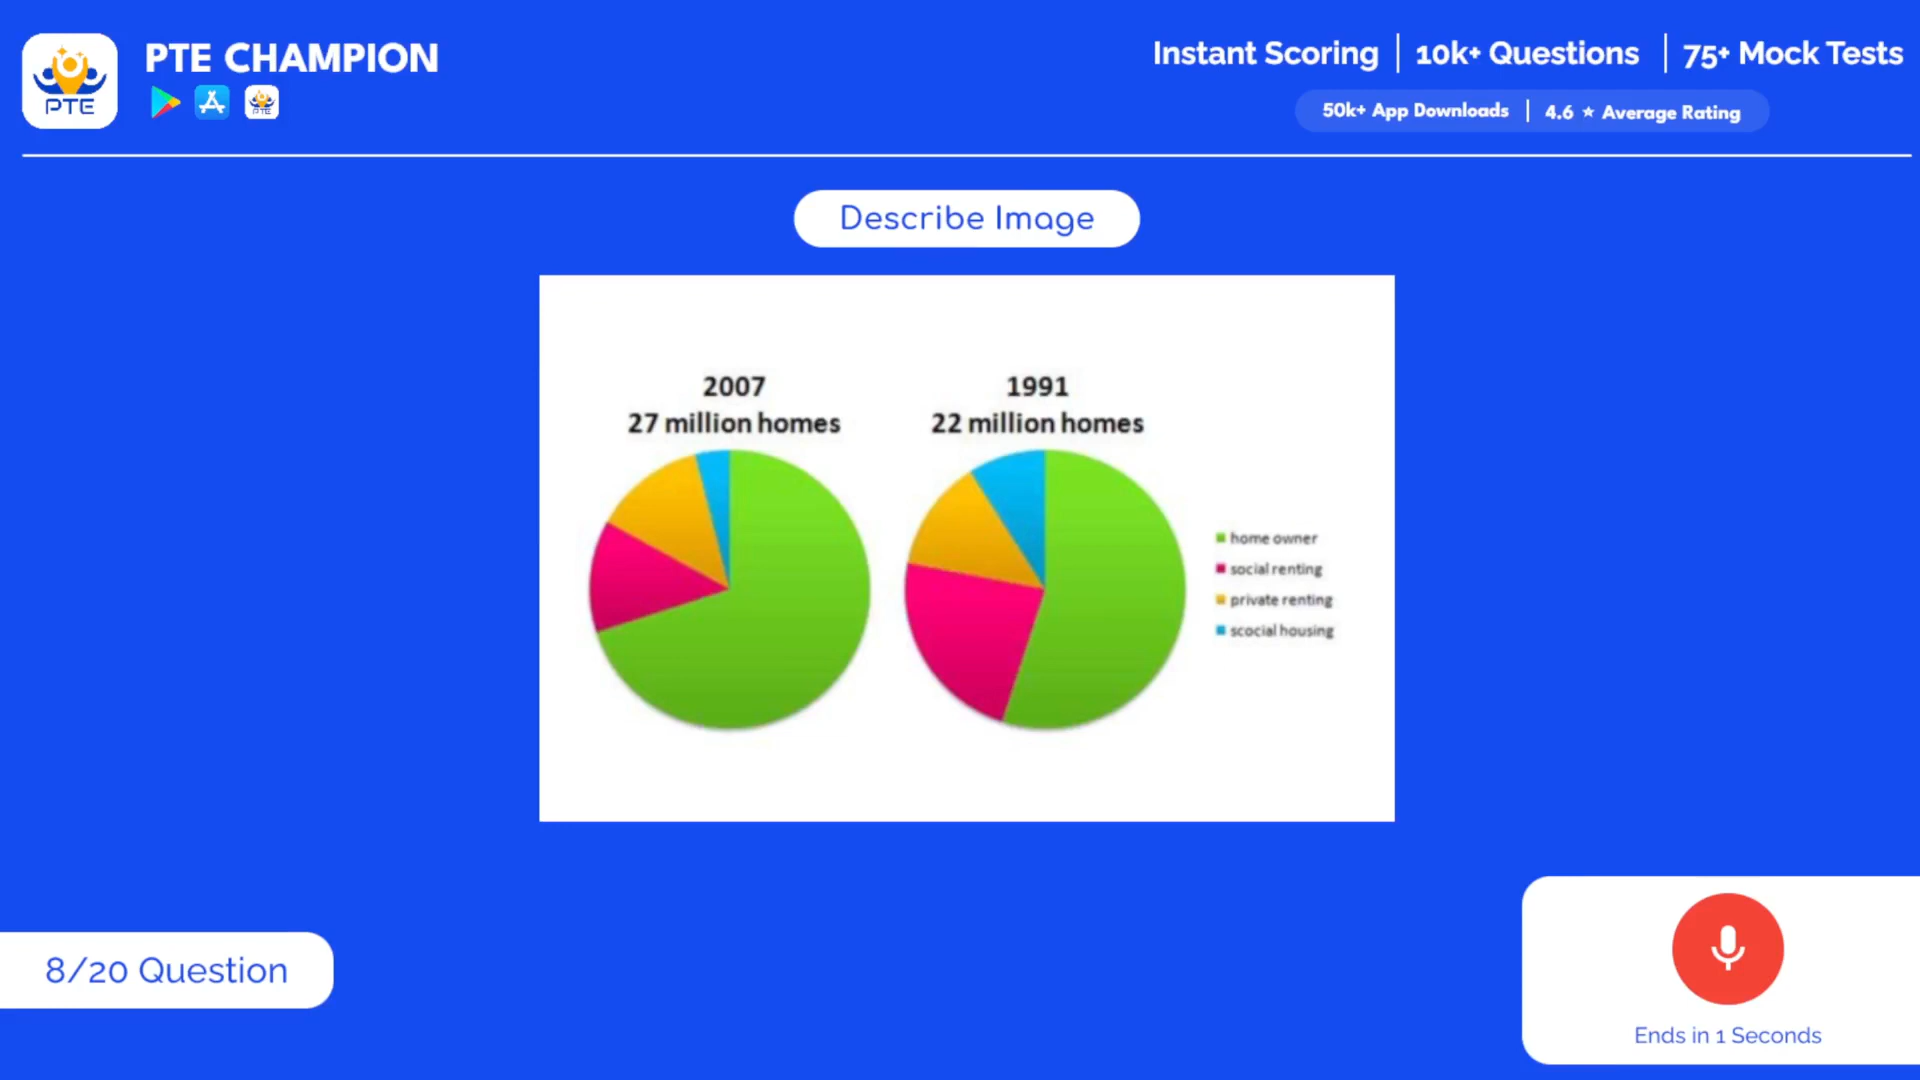 PTE CHAMPION
PTE
PTE
Instant Scoring | 10k+ Questions | 75+ Mock Tests
50k+ App Downloads | 4.6 ★ Average Rating
Describe Image
2007
27 million homes
1991
22 million homes
home owner
social renting
private renting
scocial housing
8/20 Question
Ends in 1 Seconds